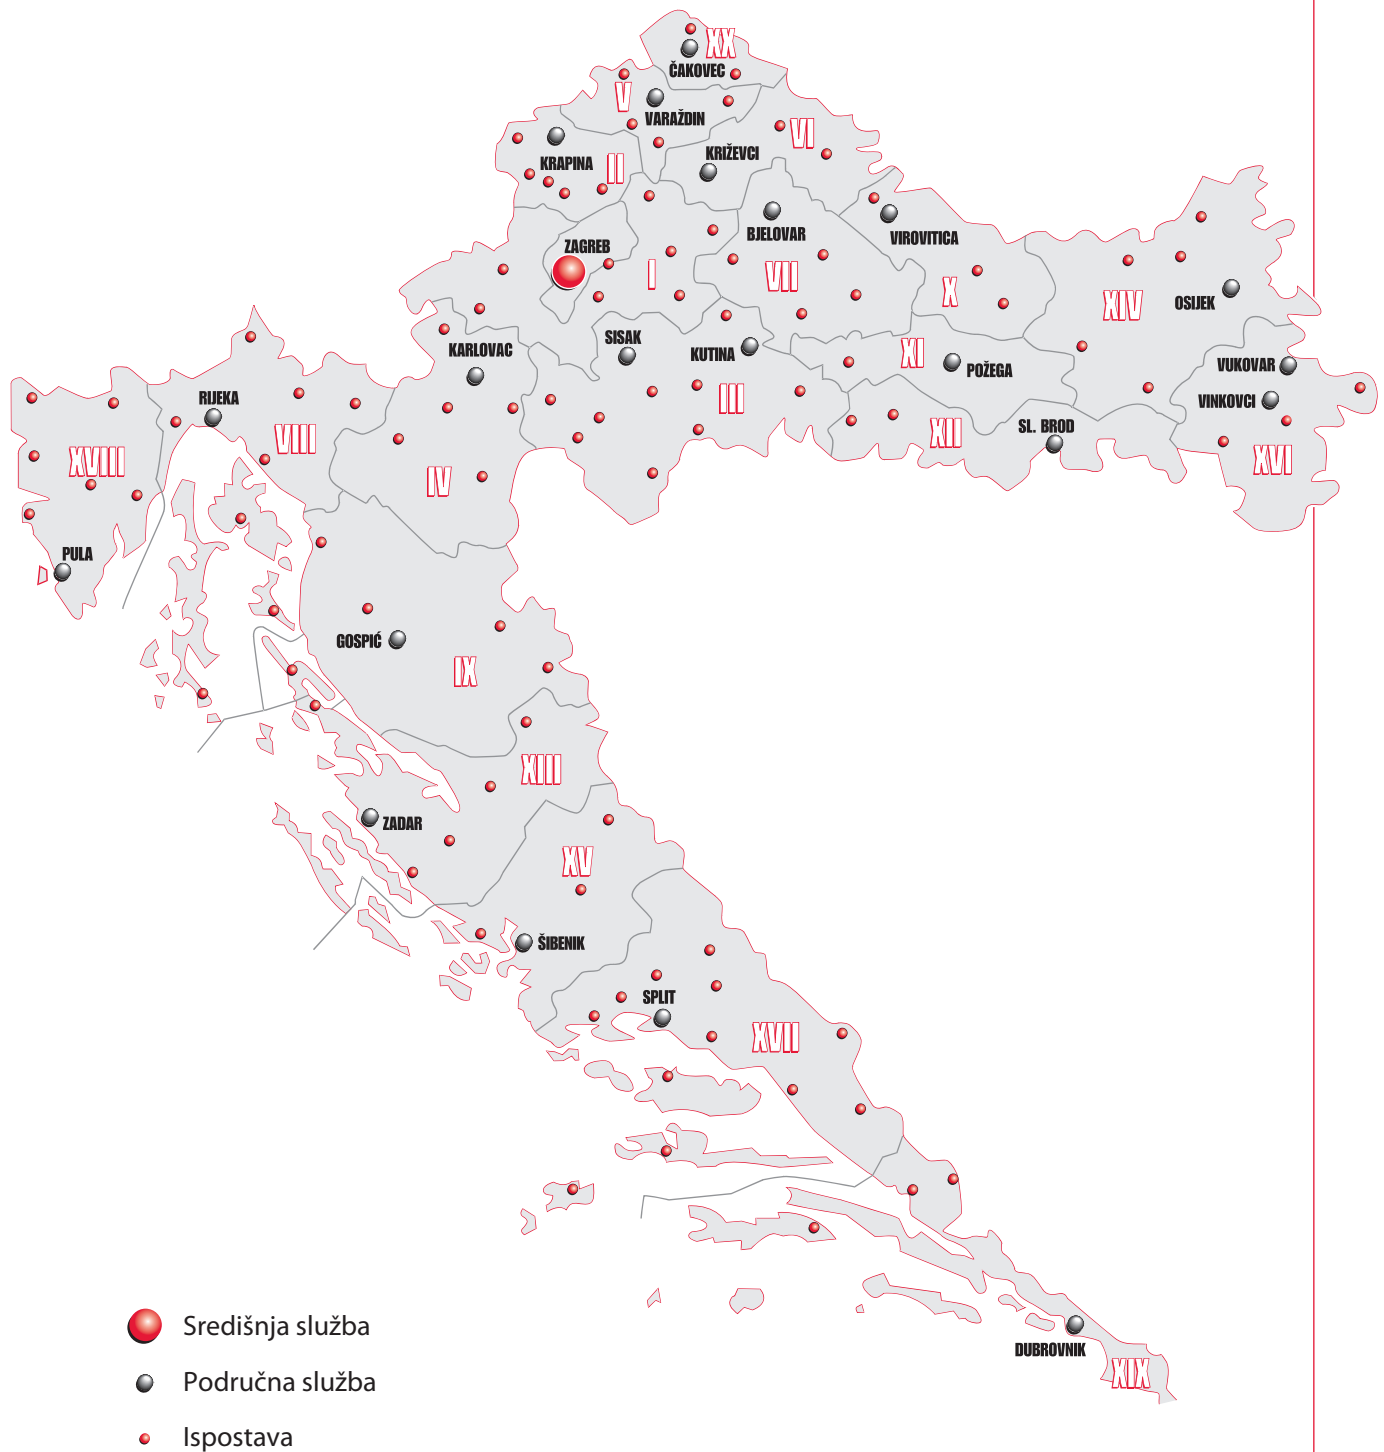 XX
ČAKOVEC
V
VARAŽDIN
VI
KRIŽEVCI
KRAPINA
II
BJELOVAR
VIROVITICA
ZAGREB
I
VII
X
XIV
OSIJEK
SISAK
KUTINA
KARLOVAC
XI
POŽEGA
VUKOVAR
VINKOVCI
RIJEKA
III
VIII
XII
SL. BROD
XVI
XVIII
IV
PULA
GOSPIĆ
IX
XIII
ZADAR
XV
ŠIBENIK
SPLIT
XVII
DUBROVNIK
XIX
Središnja služba
Područna služba
Ispostava